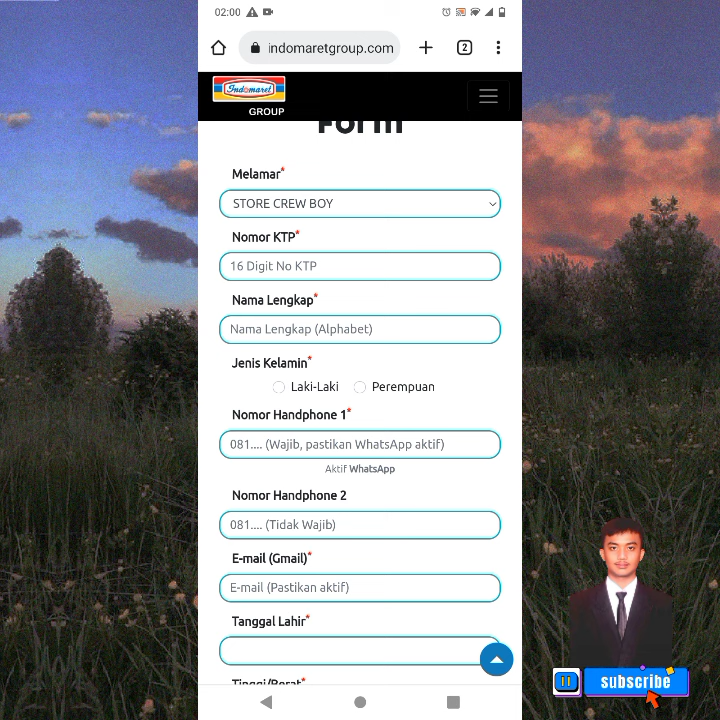 02:00
indomaretgroup.com
2
Indomaret
GROUP
Form
Melamar*
STORE CREW BOY
Nomor KTP*
16 Digit No KTP
Nama Lengkap*
Nama Lengkap (Alphabet)
Jenis Kelamin*
Laki-Laki Perempuan
Nomor Handphone 1*
081.... (Wajib, pastikan WhatsApp aktif)
Aktif WhatsApp
Nomor Handphone 2
081.... (Tidak Wajib)
E-mail (Gmail)*
E-mail (Pastikan aktif)
Tanggal Lahir*
Tinggi/Berat*
subscribe